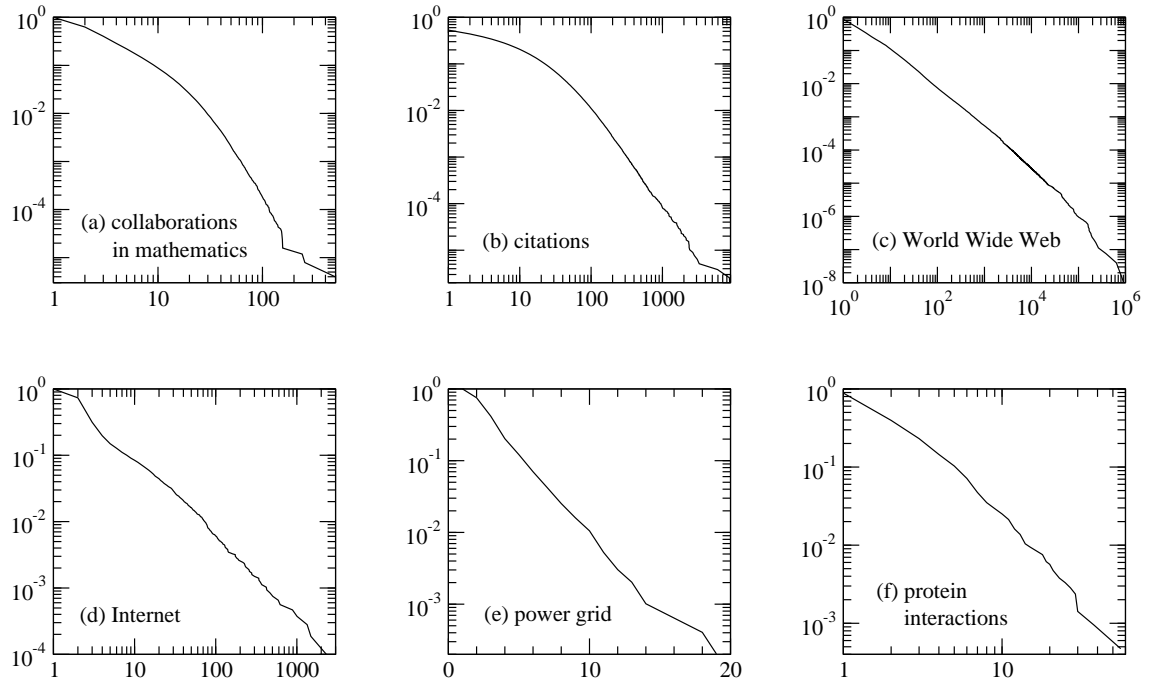 10^0
10^-2
10^-4
1 10 100
(a) collaborations
in mathematics
10^0
10^-2
10^-4
1 10 100 1000
(b) citations
10^0
10^-2
10^-4
10^-6
10^-8
10^0 10^2 10^4 10^6
(c) World Wide Web
10^0
10^-1
10^-2
10^-3
10^-4
1 10 100 1000
(d) Internet
10^0
10^-1
10^-2
10^-3
0 10 20
(e) power grid
10^0
10^-1
10^-2
10^-3
1 10
(f) protein
interactions